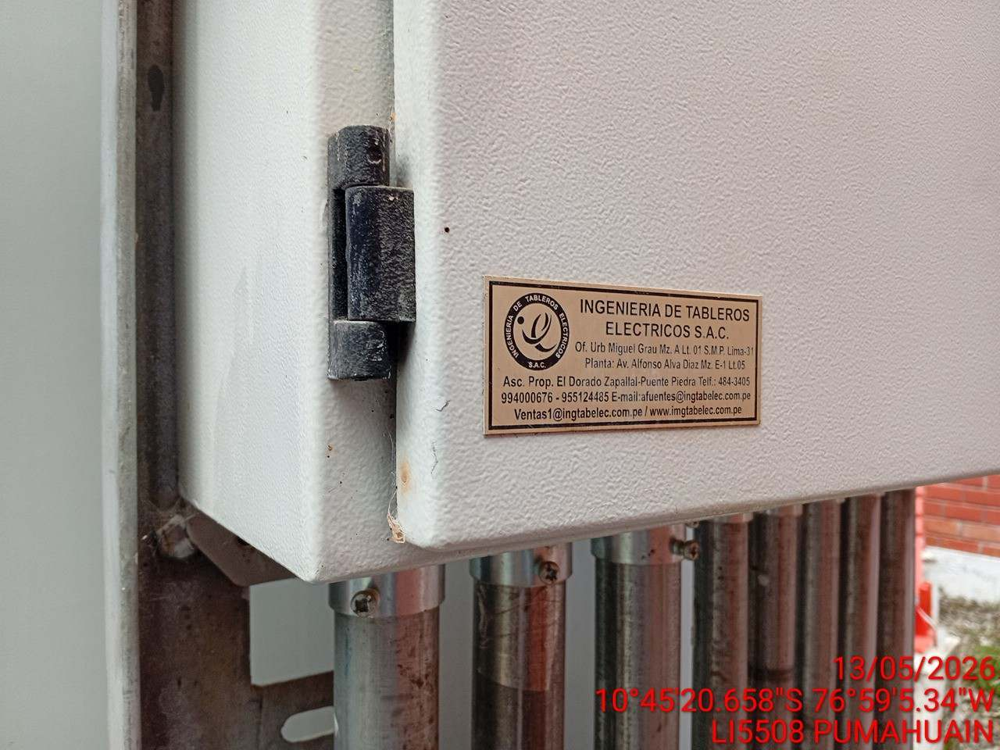 INGENIERIA DE TABLEROS ELECTRICOS
S.A.C.
INGENIERIA DE TABLEROS
ELECTRICOS S.A.C.
Of. Urb Miguel Grau Mz. A Lt. 01 S.M.P. Lima-31
Planta: Av. Alfonso Alva Diaz Mz. E-1 Lt.05
Asc. Prop. El Dorado Zapallal-Puente Piedra Telf.: 484-3405
994000676 - 955124485 E-mail:afuentes@ingtabelec.com.pe
Ventas1@ingtabelec.com.pe / www.imgtabelec.com.pe
13/05/2026
10°45'20.658"S 76°59'5.34"W
LI5508 PUMAHUAIN